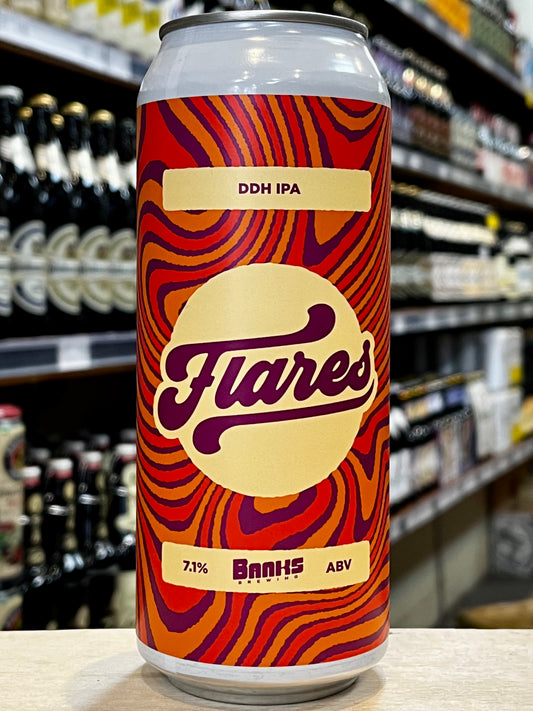 DDH IPA
Flares
7.1% BANKS ABV
BREWING